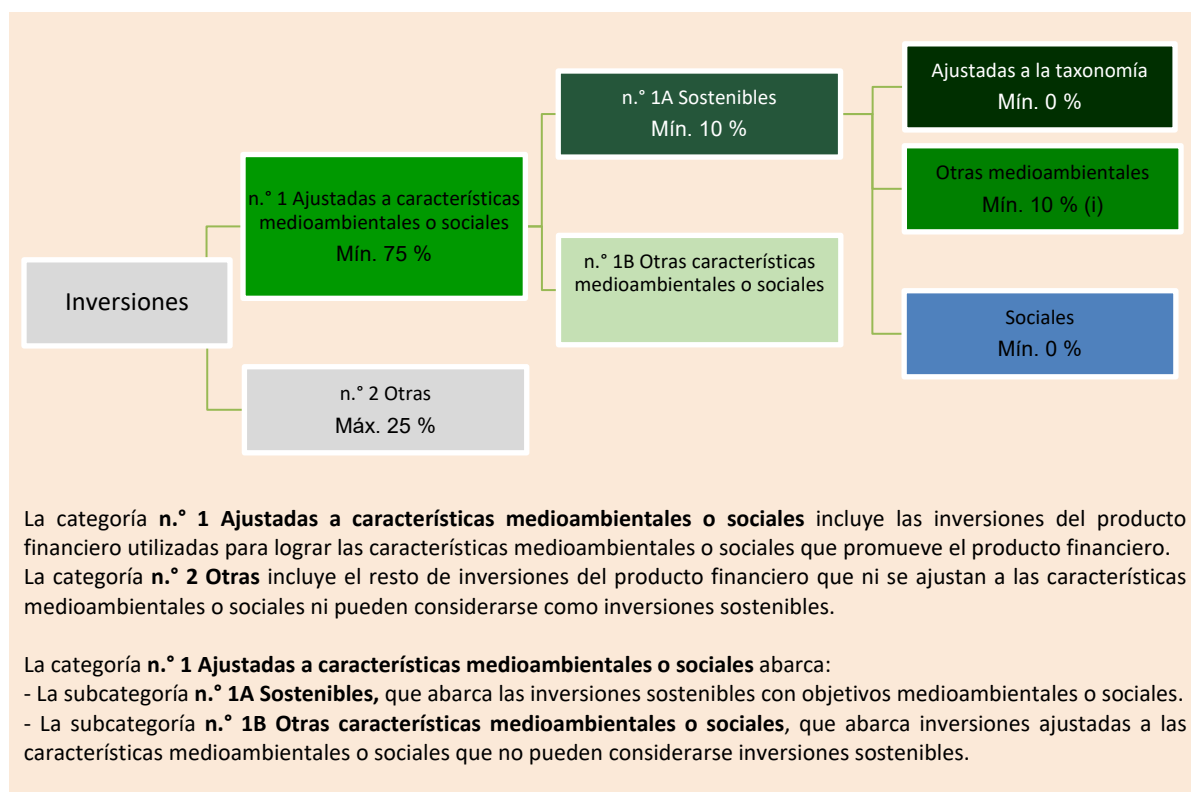 Inversiones
n.° 1 Ajustadas a características
medioambientales o sociales
Mín. 75 %
n.° 2 Otras
Máx. 25 %
n.° 1A Sostenibles
Mín. 10 %
n.° 1B Otras características
medioambientales o sociales
Ajustadas a la taxonomía
Mín. 0 %
Otras medioambientales
Mín. 10 % (i)
Sociales
Mín. 0 %
La categoría n.° 1 Ajustadas a características medioambientales o sociales incluye las inversiones del producto
financiero utilizadas para lograr las características medioambientales o sociales que promueve el producto financiero.
La categoría n.° 2 Otras incluye el resto de inversiones del producto financiero que ni se ajustan a las características
medioambientales o sociales ni pueden considerarse como inversiones sostenibles.
La categoría n.° 1 Ajustadas a características medioambientales o sociales abarca:
- La subcategoría n.° 1A Sostenibles, que abarca las inversiones sostenibles con objetivos medioambientales o sociales.
- La subcategoría n.° 1B Otras características medioambientales o sociales, que abarca inversiones ajustadas a las
características medioambientales o sociales que no pueden considerarse inversiones sostenibles.